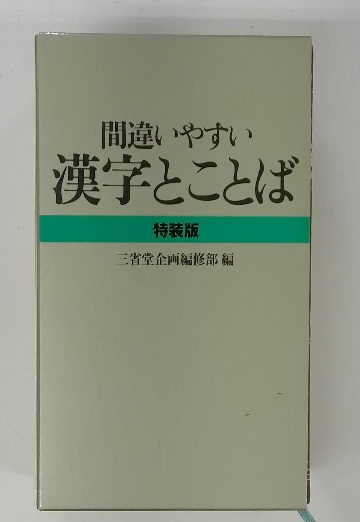 間違いやすい
漢字とことば
特装版
三省堂企画編修部 編